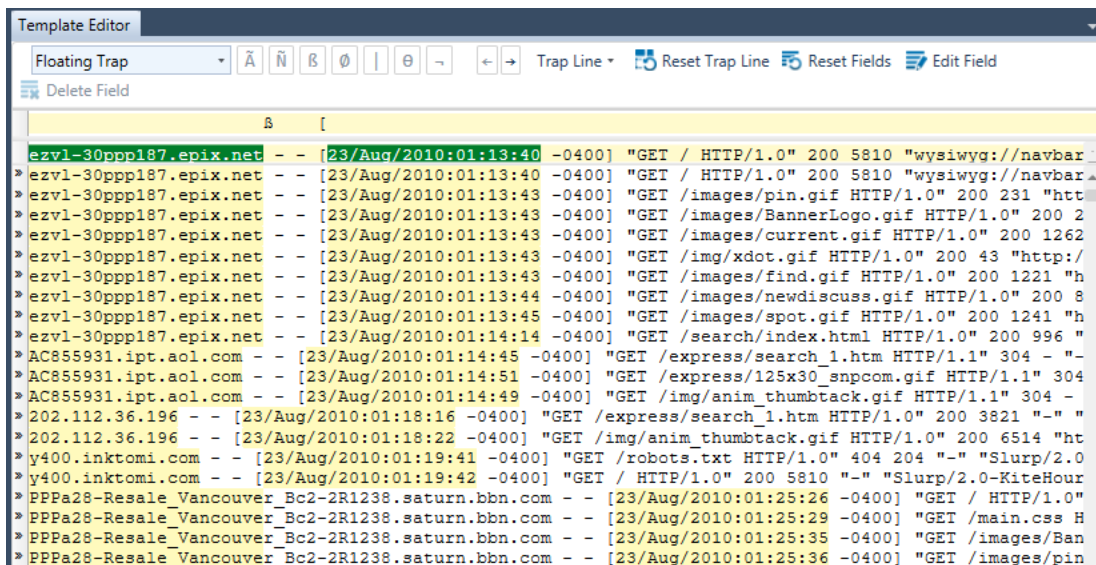 Template Editor
Floating Trap Ã Ñ ß Ø | Θ ¬ ← → Trap Line Reset Trap Line Reset Fields Edit Field
Delete Field
ß [
ezvl-30ppp187.epix.net - - [23/Aug/2010:01:13:40 -0400] "GET / HTTP/1.0" 200 5810 "wysiwyg://navbar
» ezvl-30ppp187.epix.net - - [23/Aug/2010:01:13:40 -0400] "GET / HTTP/1.0" 200 5810 "wysiwyg://navbar
» ezvl-30ppp187.epix.net - - [23/Aug/2010:01:13:43 -0400] "GET /images/pin.gif HTTP/1.0" 200 231 "htt
» ezvl-30ppp187.epix.net - - [23/Aug/2010:01:13:43 -0400] "GET /images/BannerLogo.gif HTTP/1.0" 200 2
» ezvl-30ppp187.epix.net - - [23/Aug/2010:01:13:43 -0400] "GET /images/current.gif HTTP/1.0" 200 1262
» ezvl-30ppp187.epix.net - - [23/Aug/2010:01:13:43 -0400] "GET /img/xdot.gif HTTP/1.0" 200 43 "http:/
» ezvl-30ppp187.epix.net - - [23/Aug/2010:01:13:43 -0400] "GET /images/find.gif HTTP/1.0" 200 1221 "h
» ezvl-30ppp187.epix.net - - [23/Aug/2010:01:13:44 -0400] "GET /images/newdiscuss.gif HTTP/1.0" 200 8
» ezvl-30ppp187.epix.net - - [23/Aug/2010:01:13:45 -0400] "GET /images/spot.gif HTTP/1.0" 200 1241 "h
» ezvl-30ppp187.epix.net - - [23/Aug/2010:01:14:14 -0400] "GET /search/index.html HTTP/1.0" 200 996 "
» AC855931.ipt.aol.com - - [23/Aug/2010:01:14:45 -0400] "GET /express/search_1.htm HTTP/1.1" 304 - "-
» AC855931.ipt.aol.com - - [23/Aug/2010:01:14:51 -0400] "GET /express/125x30_snpcom.gif HTTP/1.1" 304
» AC855931.ipt.aol.com - - [23/Aug/2010:01:14:49 -0400] "GET /img/anim_thumbtack.gif HTTP/1.1" 304 -
» 202.112.36.196 - - [23/Aug/2010:01:18:16 -0400] "GET /express/search_1.htm HTTP/1.0" 200 3821 "-" "
» 202.112.36.196 - - [23/Aug/2010:01:18:22 -0400] "GET /img/anim_thumbtack.gif HTTP/1.0" 200 6514 "ht
» y400.inktomi.com - - [23/Aug/2010:01:19:41 -0400] "GET /robots.txt HTTP/1.0" 404 204 "-" "Slurp/2.0
» y400.inktomi.com - - [23/Aug/2010:01:19:42 -0400] "GET / HTTP/1.0" 200 5810 "-" "Slurp/2.0-KiteHour
» PPPa28-Resale_Vancouver_Bc2-2R1238.saturn.bbn.com - - [23/Aug/2010:01:25:26 -0400] "GET / HTTP/1.0"
» PPPa28-Resale_Vancouver_Bc2-2R1238.saturn.bbn.com - - [23/Aug/2010:01:25:29 -0400] "GET /main.css H
» PPPa28-Resale_Vancouver_Bc2-2R1238.saturn.bbn.com - - [23/Aug/2010:01:25:35 -0400] "GET /images/Ban
» PPPa28-Resale_Vancouver_Bc2-2R1238.saturn.bbn.com - - [23/Aug/2010:01:25:36 -0400] "GET /images/pin